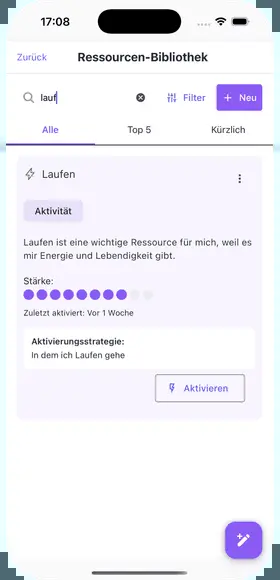 17:08
Zurück
Ressourcen-Bibliothek
lauf
Filter
+ Neu
Alle
Top 5
Kürzlich
Laufen
Aktivität
Laufen ist eine wichtige Ressource für mich, weil es
mir Energie und Lebendigkeit gibt.
Stärke:
Zuletzt aktiviert: Vor 1 Woche
Aktivierungsstrategie:
In dem ich Laufen gehe
Aktivieren